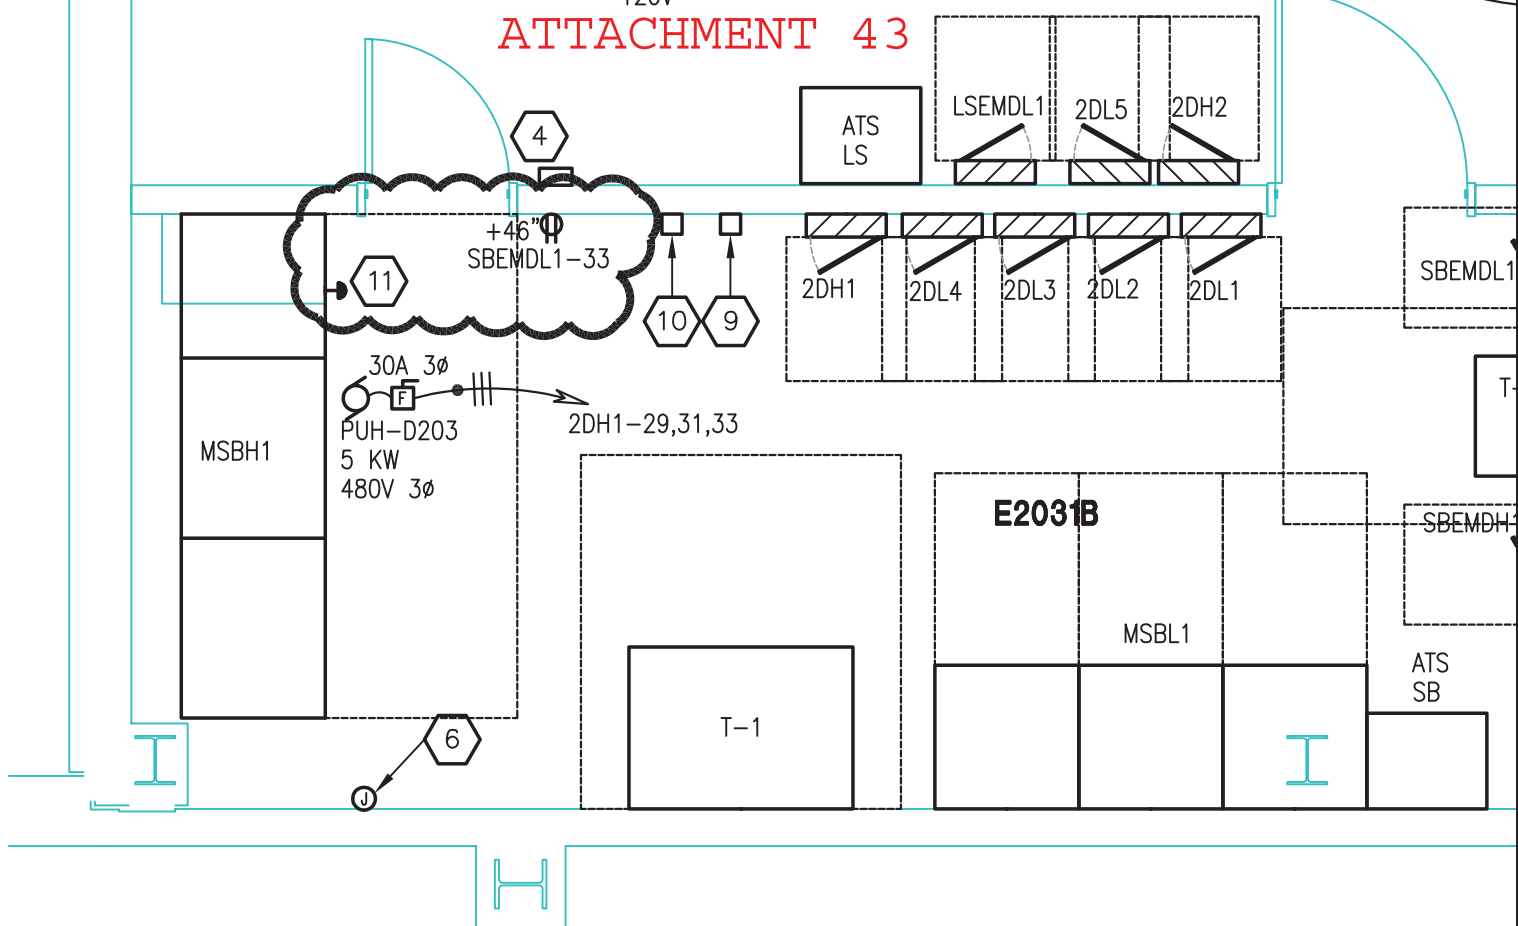 120V
ATTACHMENT 43
4
ATS
LS
LSEMDL1
2DL5
2DH2
+46"
SBEMDL1-33
11
10
9
2DH1
2DL4
2DL3
2DL2
2DL1
SBEMDL1
30A 3ø
F
PUH-D203
5 KW
480V 3ø
2DH1-29,31,33
MSBH1
T-
E2031B
SBEMDH1
MSBL1
ATS
SB
T-1
6
J